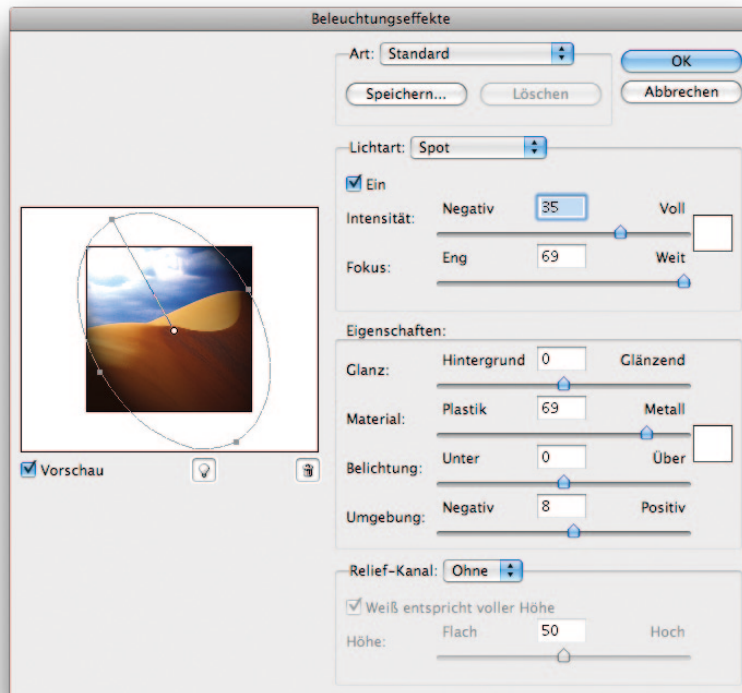 Beleuchtungseffekte
Art: Standard
OK
Speichern... Löschen
Abbrechen
Lichtart: Spot
Ein
Intensität: Negativ 35 Voll
Fokus: Eng 69 Weit
Eigenschaften:
Glanz: Hintergrund 0 Glänzend
Material: Plastik 69 Metall
Belichtung: Unter 0 Über
Umgebung: Negativ 8 Positiv
Vorschau
Relief-Kanal: Ohne
Weiß entspricht voller Höhe
Höhe: Flach 50 Hoch